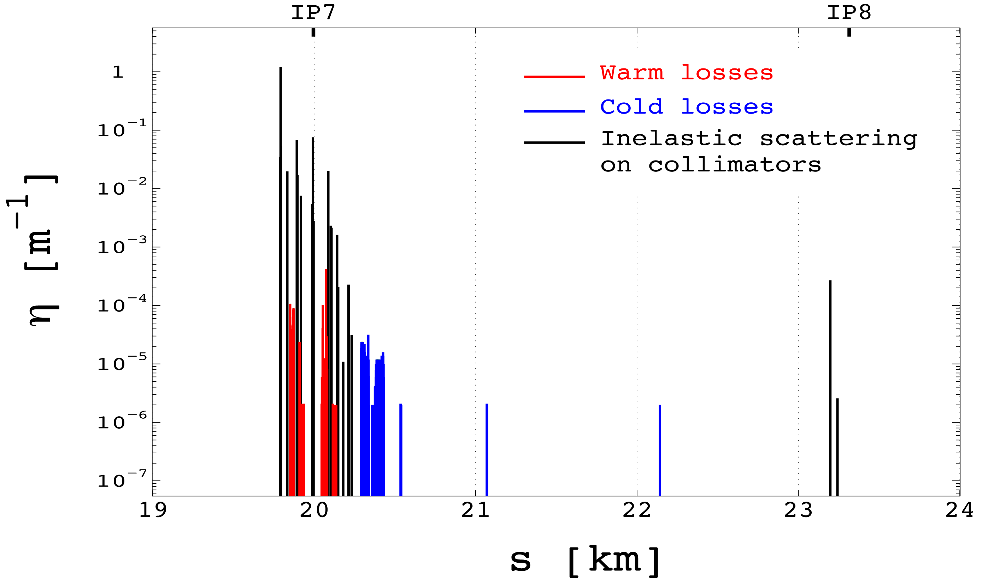 IP7 IP8
Warm losses
Cold losses
Inelastic scattering
on collimators
1
10⁻¹
10⁻²
10⁻³
10⁻⁴
10⁻⁵
10⁻⁶
10⁻⁷
η [m⁻¹]
19 20 21 22 23 24
s [km]